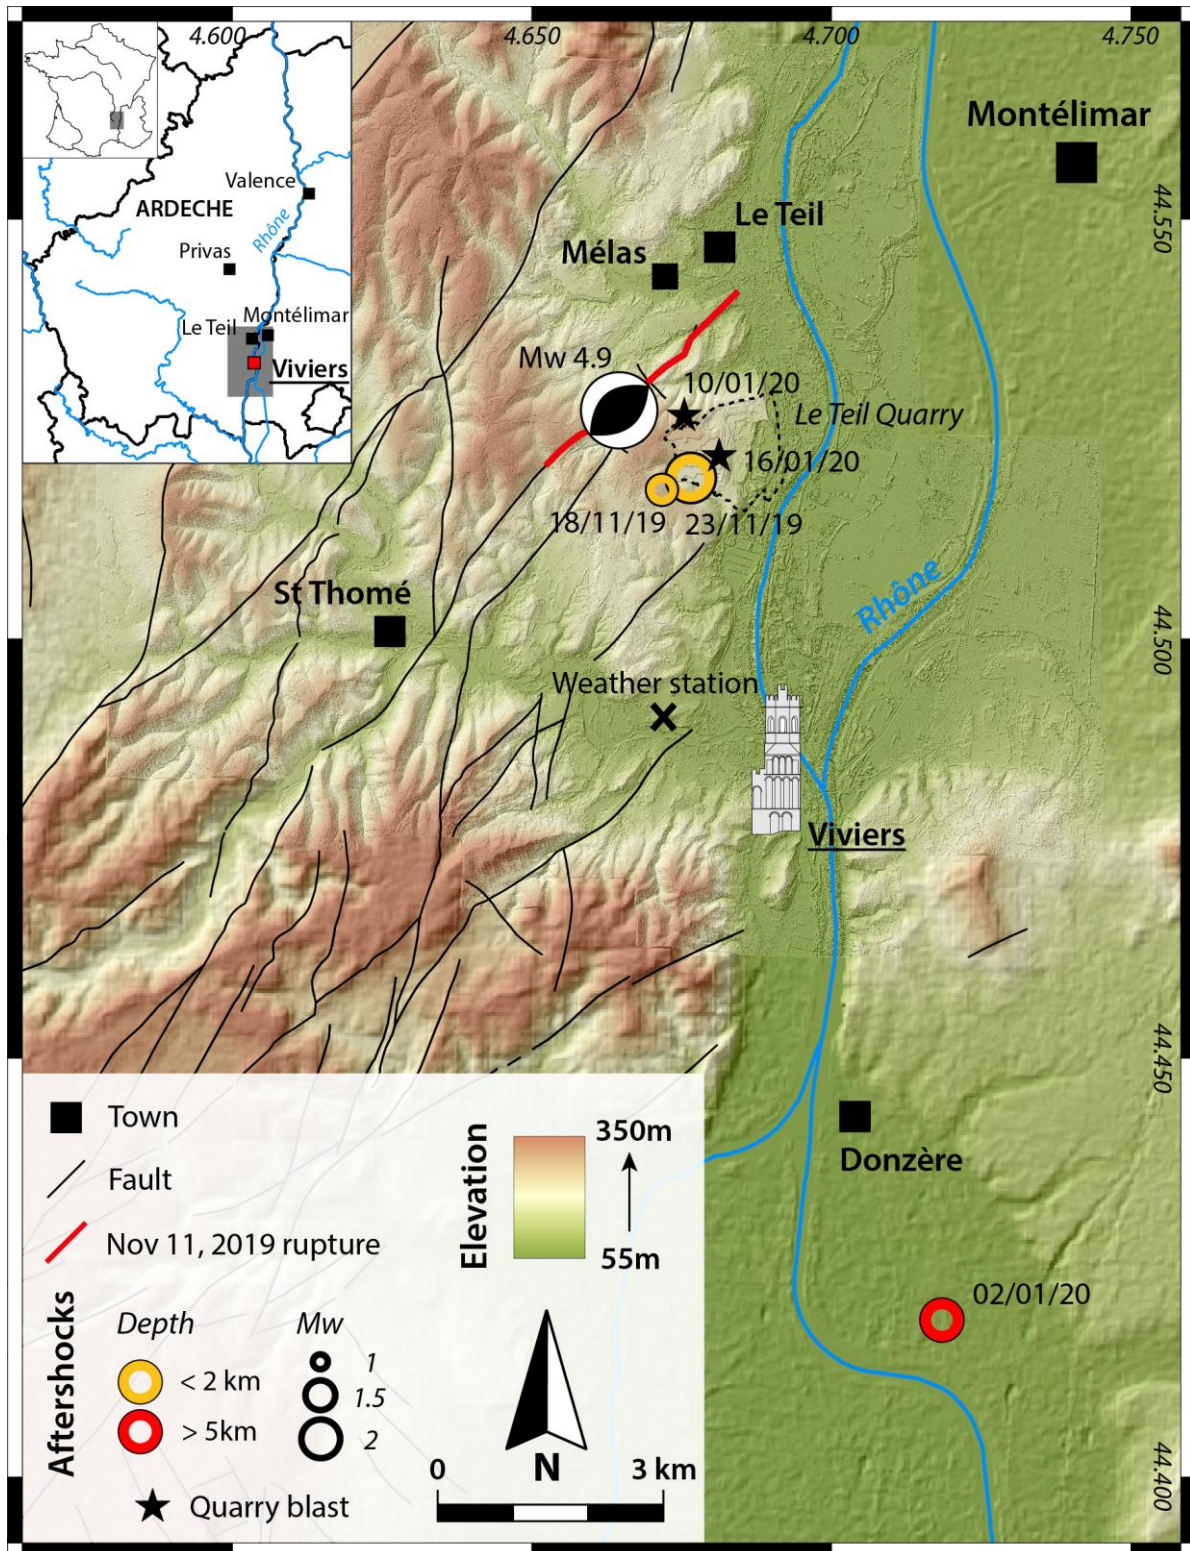 4.600
4.650
4.700
4.750
Valence
ARDECHE
Rhône
Privas
Montélimar
Le Teil
Viviers
Montélimar
44.550
Le Teil
Mélas
Mw 4.9
10/01/20
Le Teil Quarry
16/01/20
18/11/19
23/11/19
St Thomé
Rhône
44.500
Weather station
Viviers
44.450
Donzère
02/01/20
44.400
Town
Fault
Nov 11, 2019 rupture
Elevation
350m
55m
Aftershocks
Depth
Mw
< 2 km
> 5km
1
1.5
2
Quarry blast
N
0
3 km